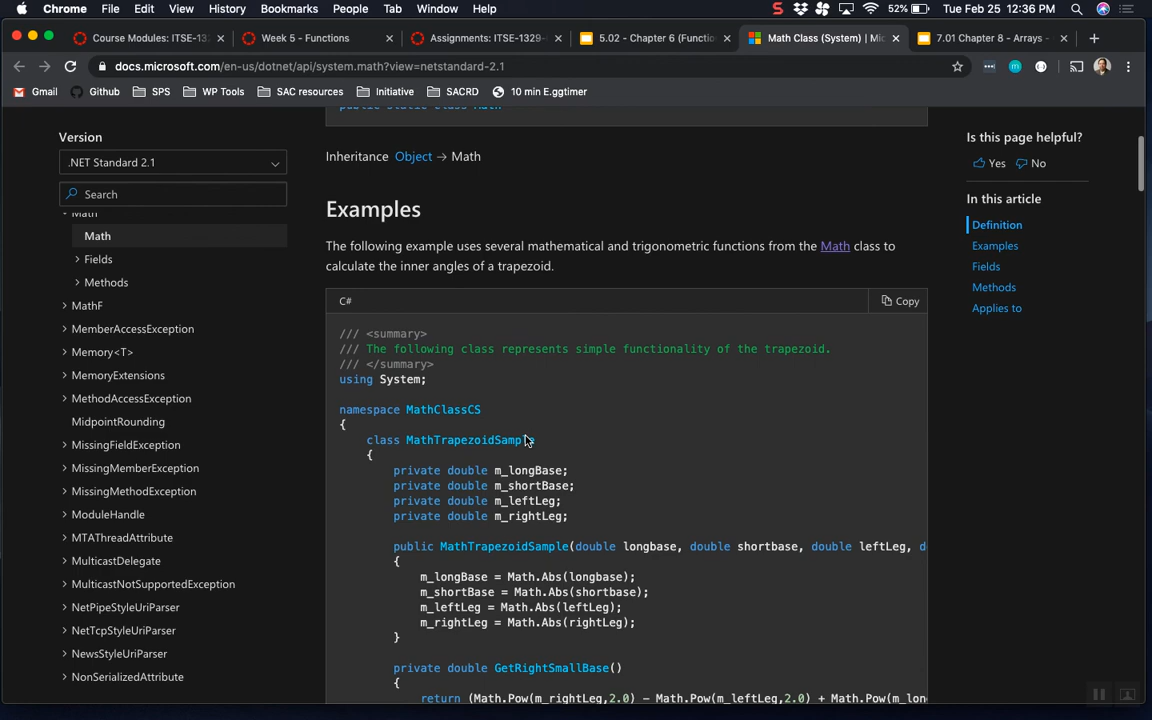 Chrome File Edit View History Bookmarks People Tab Window Help 52% Tue Feb 25 12:36 PM
Course Modules: ITSE-13 Week 5 - Functions Assignments: ITSE-1329- 5.02 - Chapter 6 (Function Math Class (System) | Mic 7.01 Chapter 8 - Arrays -
docs.microsoft.com/en-us/dotnet/api/system.math?view=netstandard-2.1
Gmail Github SPS WP Tools SAC resources Initiative SACRD 10 min E.ggtimer
public static class Math
Version
.NET Standard 2.1
Search
Math
Math
Fields
Methods
MathF
MemberAccessException
Memory<T>
MemoryExtensions
MethodAccessException
MidpointRounding
MissingFieldException
MissingMemberException
MissingMethodException
ModuleHandle
MTAThreadAttribute
MulticastDelegate
MulticastNotSupportedException
NetPipeStyleUriParser
NetTcpStyleUriParser
NewsStyleUriParser
NonSerializedAttribute
Inheritance Object → Math
Examples
The following example uses several mathematical and trigonometric functions from the Math class to
calculate the inner angles of a trapezoid.
C# Copy
/// <summary>
/// The following class represents simple functionality of the trapezoid.
/// </summary>
using System;
namespace MathClassCS
{
class MathTrapezoidSample
{
private double m_longBase;
private double m_shortBase;
private double m_leftLeg;
private double m_rightLeg;
public MathTrapezoidSample(double longbase, double shortbase, double leftLeg, d
{
m_longBase = Math.Abs(longbase);
m_shortBase = Math.Abs(shortbase);
m_leftLeg = Math.Abs(leftLeg);
m_rightLeg = Math.Abs(rightLeg);
}
private double GetRightSmallBase()
{
return (Math.Pow(m_rightLeg,2.0) - Math.Pow(m_leftLeg,2.0) + Math.Pow(m_lon
Is this page helpful?
Yes No
In this article
Definition
Examples
Fields
Methods
Applies to